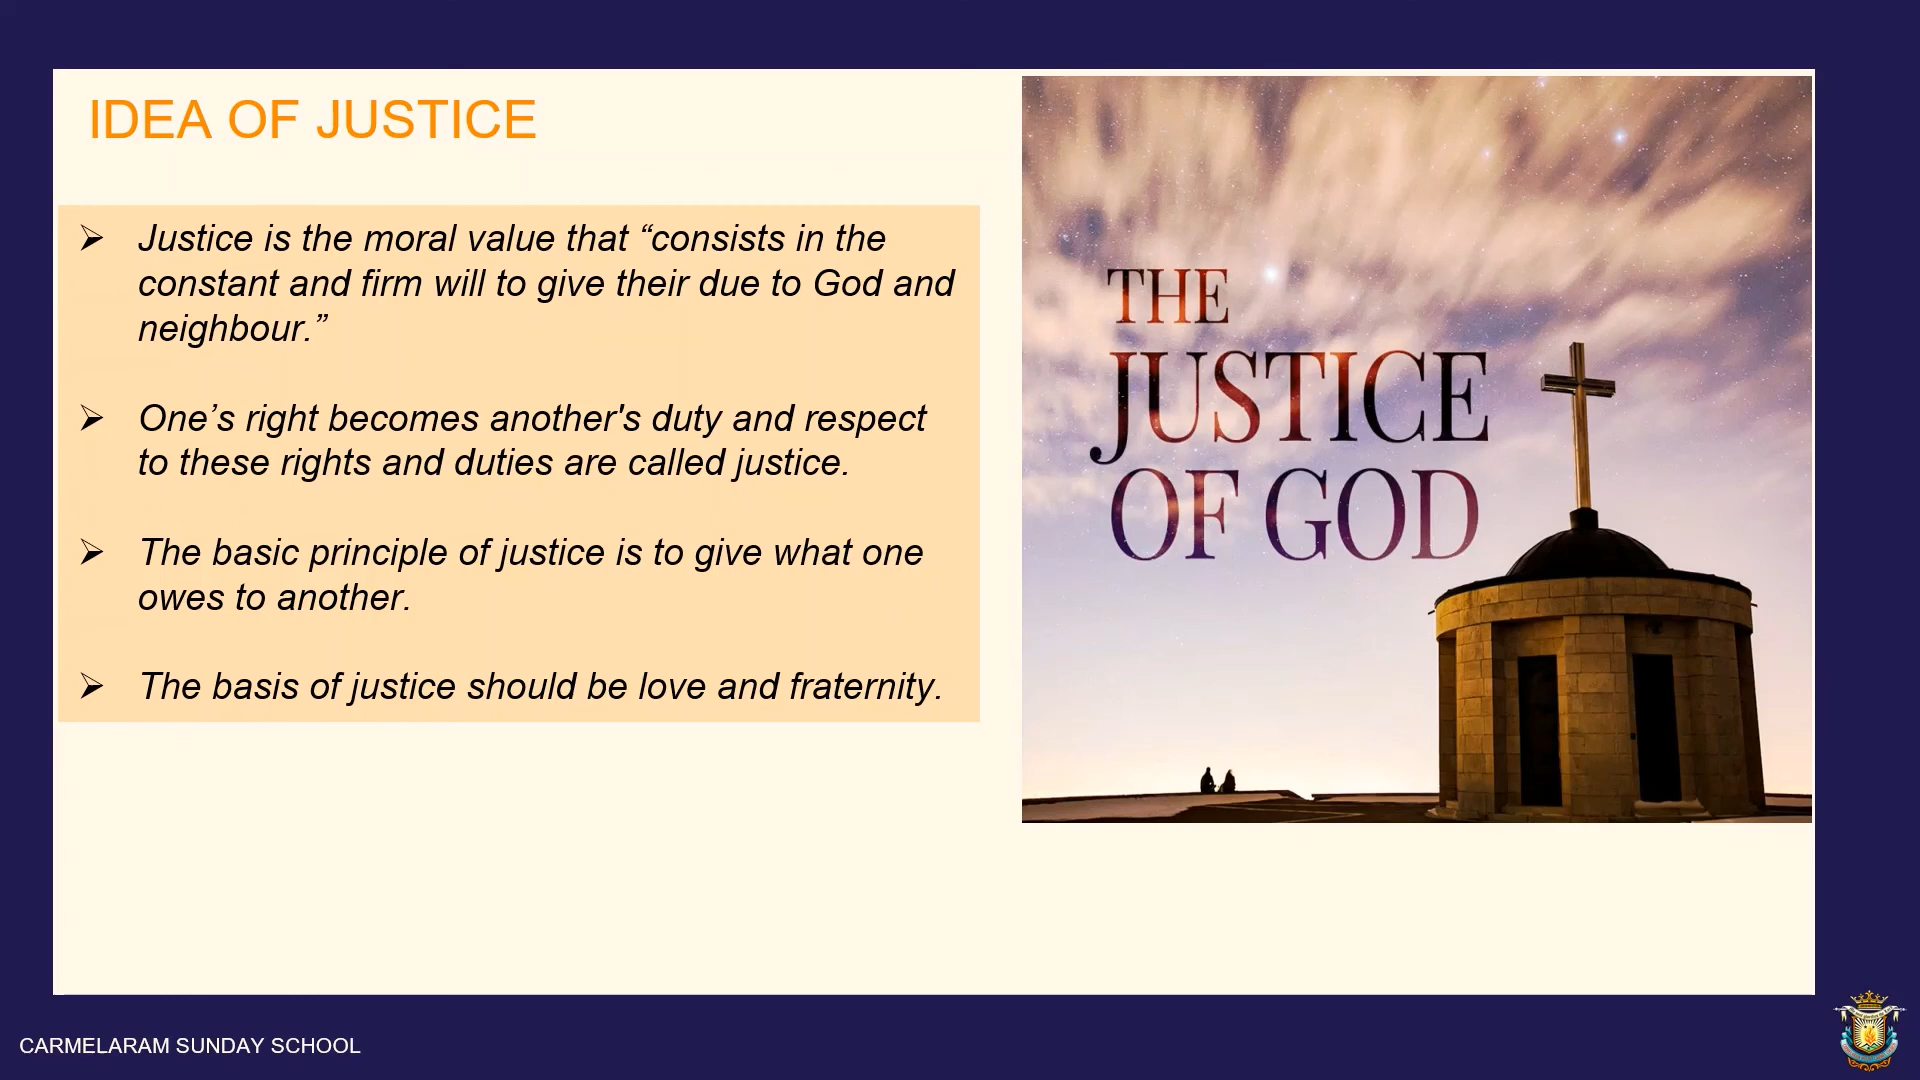 IDEA OF JUSTICE
➢ Justice is the moral value that “consists in the
constant and firm will to give their due to God and
neighbour.”
➢ One’s right becomes another's duty and respect
to these rights and duties are called justice.
➢ The basic principle of justice is to give what one
owes to another.
➢ The basis of justice should be love and fraternity.
THE
JUSTICE
OF GOD
CARMELARAM SUNDAY SCHOOL